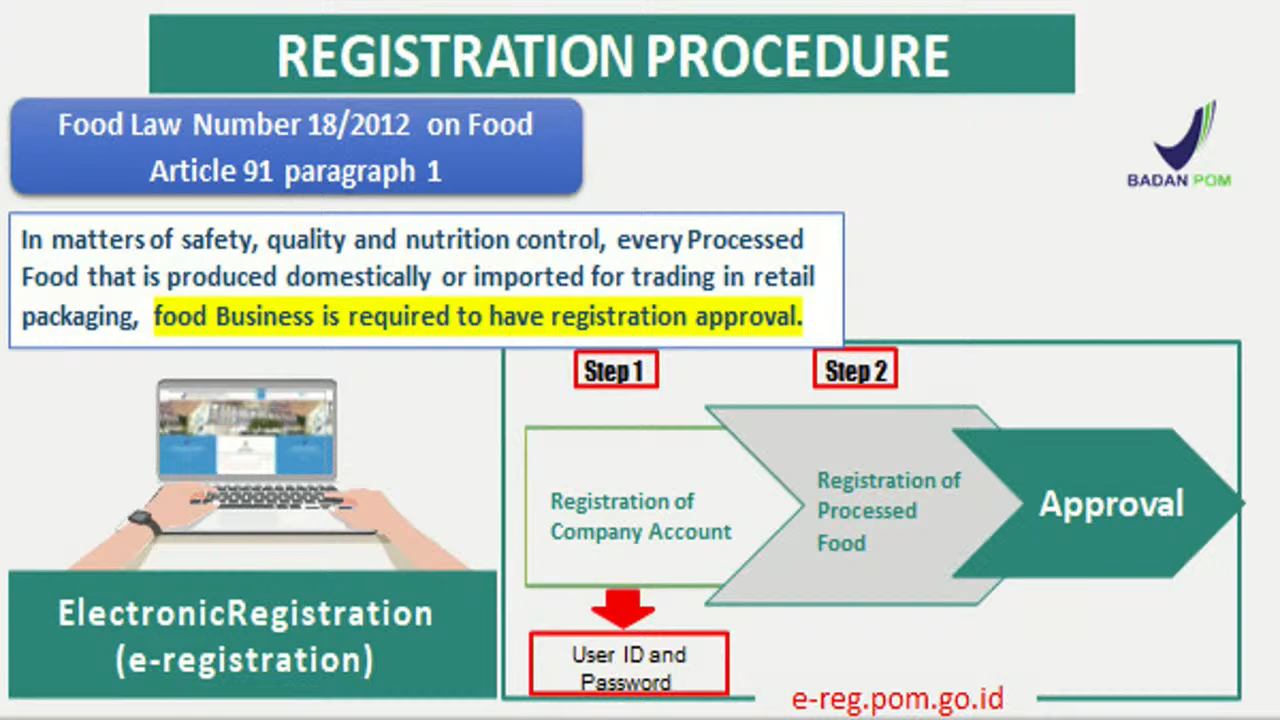 REGISTRATION PROCEDURE
Food Law Number 18/2012 on Food
Article 91 paragraph 1
BADAN POM
In matters of safety, quality and nutrition control, every Processed
Food that is produced domestically or imported for trading in retail
packaging, food Business is required to have registration approval.
Step 1
Step 2
Registration of
Company Account
Registration of
Processed
Food
Approval
ElectronicRegistration
(e-registration)
User ID and
Password
e-reg.pom.go.id